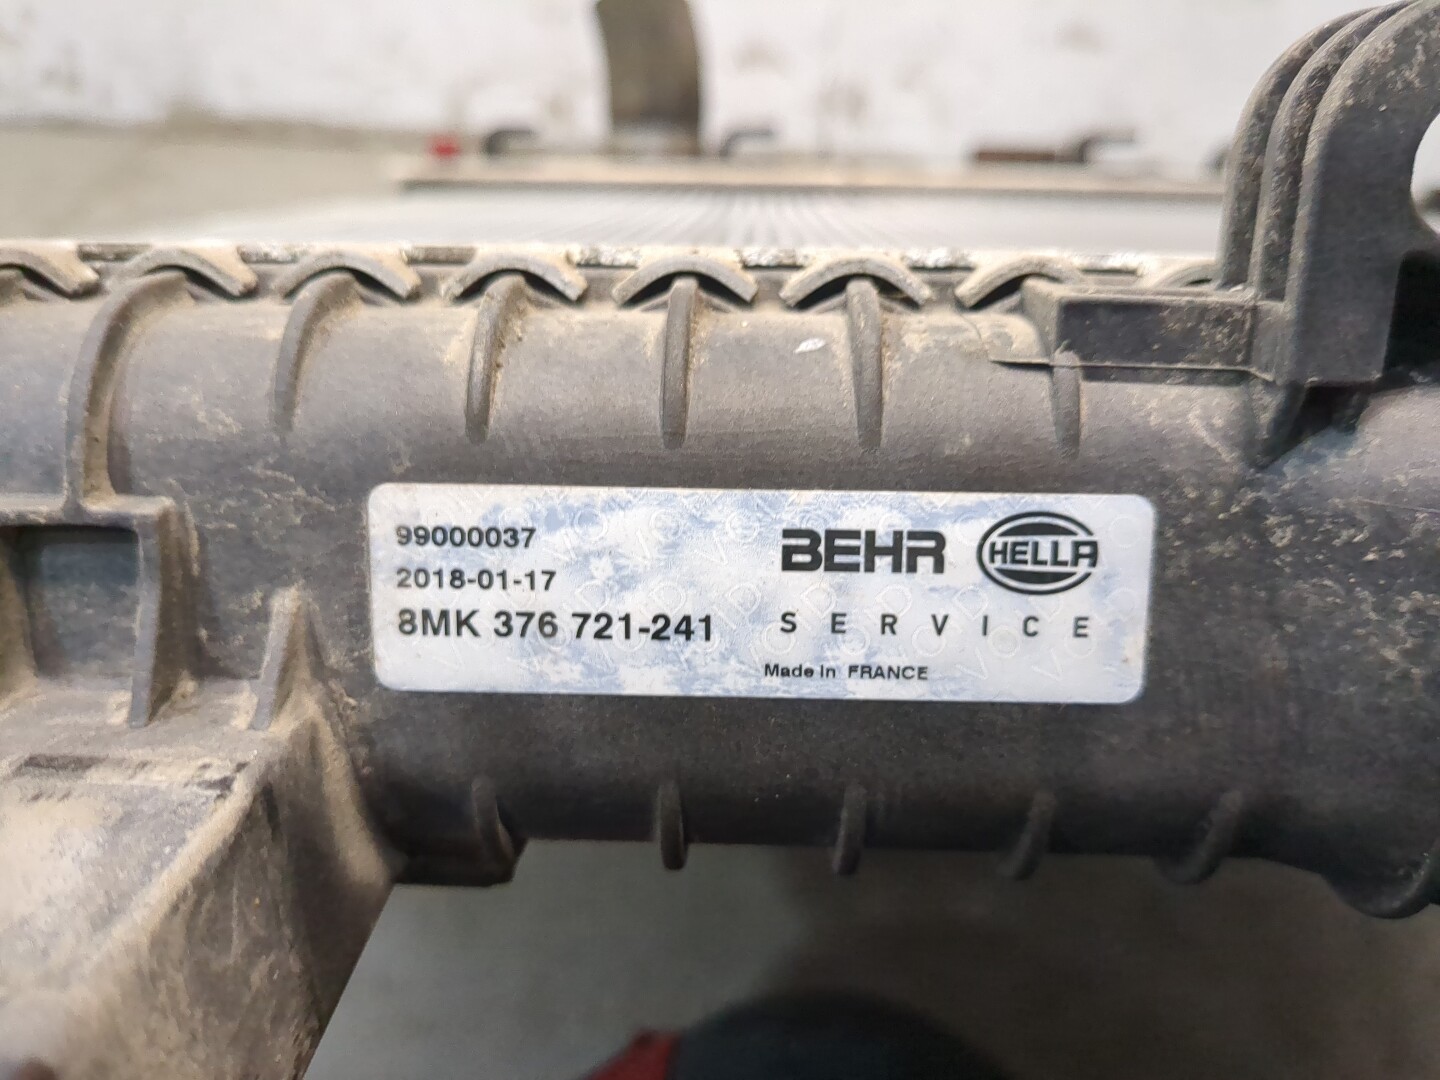 99000037
2018-01-17
8MK 376 721-241
BEHR HELLA
SERVICE
Made in FRANCE